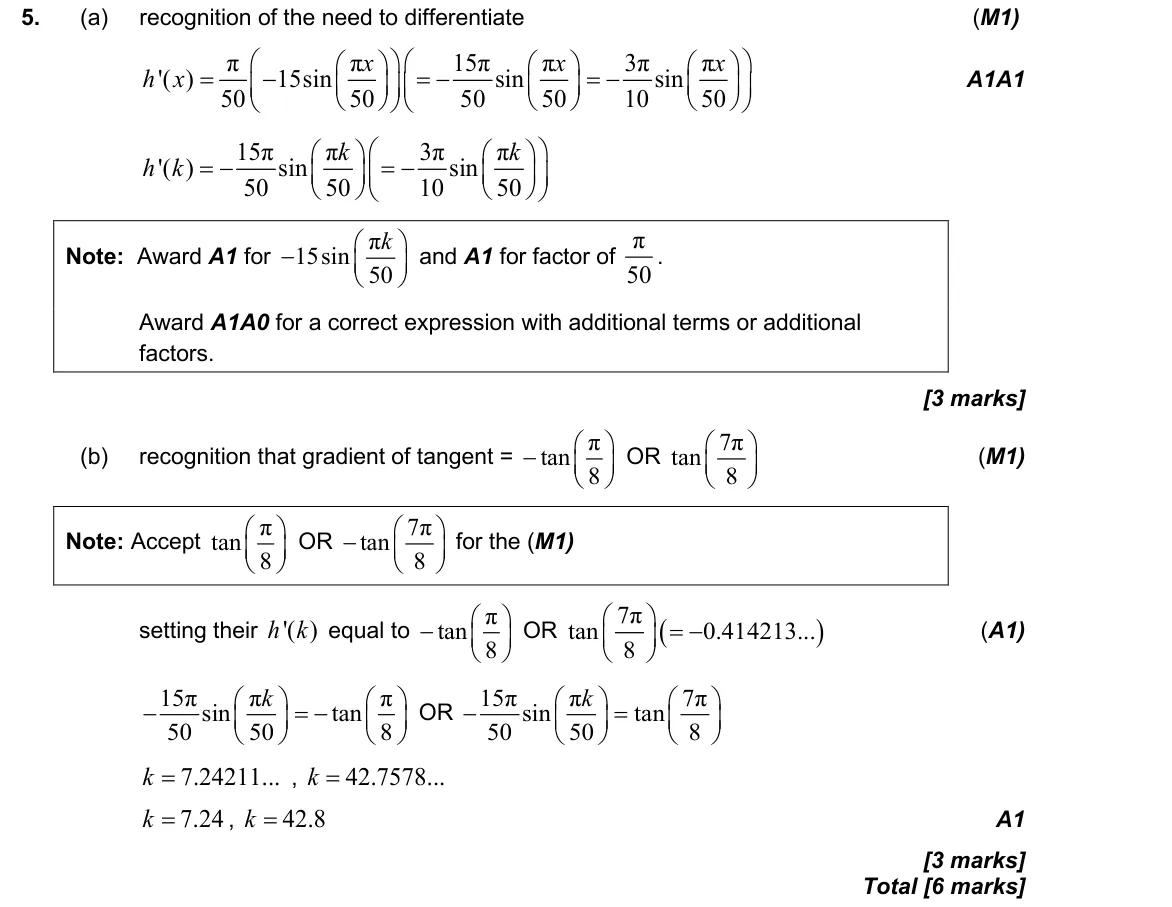 5. (a) recognition of the need to differentiate (M1)
h'(x) = π/50 (−15sin(πx/50)) (= −15π/50 sin(πx/50) = −3π/10 sin(πx/50)) A1A1
h'(k) = −15π/50 sin(πk/50) (= −3π/10 sin(πk/50))
Note: Award A1 for −15sin(πk/50) and A1 for factor of π/50.
Award A1A0 for a correct expression with additional terms or additional
factors.
[3 marks]
(b) recognition that gradient of tangent = −tan(π/8) OR tan(7π/8) (M1)
Note: Accept tan(π/8) OR −tan(7π/8) for the (M1)
setting their h'(k) equal to −tan(π/8) OR tan(7π/8)(= −0.414213...) (A1)
−15π/50 sin(πk/50) = −tan(π/8) OR −15π/50 sin(πk/50) = tan(7π/8)
k = 7.24211... , k = 42.7578...
k = 7.24 , k = 42.8 A1
[3 marks]
Total [6 marks]